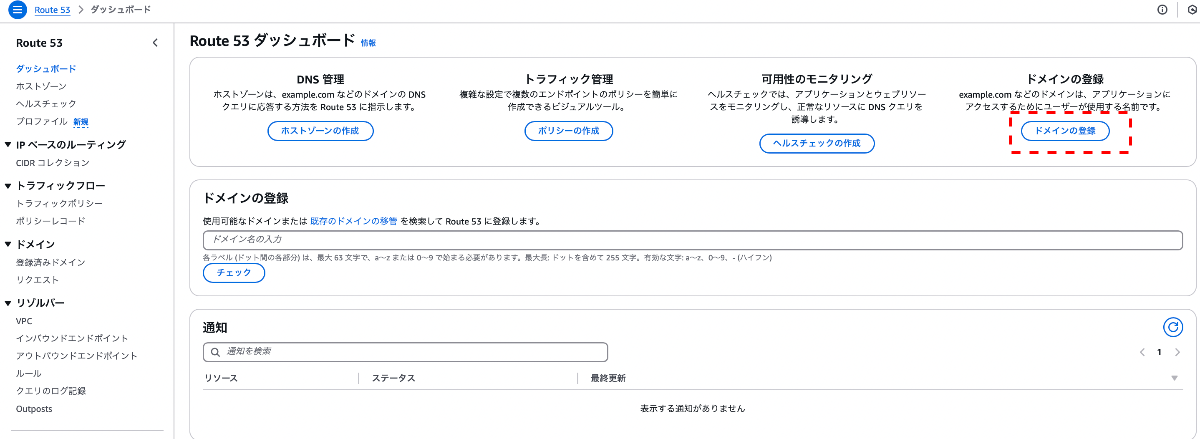 Route 53 > ダッシュボード
Route 53
ダッシュボード
ホストゾーン
ヘルスチェック
プロファイル 新規
IP ベースのルーティング
CIDR コレクション
トラフィックフロー
トラフィックポリシー
ポリシーレコード
ドメイン
登録済みドメイン
リクエスト
リゾルバー
VPC
インバウンドエンドポイント
アウトバウンドエンドポイント
ルール
クエリのログ記録
Outposts
Route 53 ダッシュボード 情報
DNS 管理
ホストゾーンは、example.com などのドメインの DNS
クエリに応答する方法を Route 53 に指示します。
ホストゾーンの作成
トラフィック管理
複雑な設定で複数のエンドポイントのポリシーを簡単に
作成できるビジュアルツール。
ポリシーの作成
可用性のモニタリング
ヘルスチェックでは、アプリケーションとウェブリソー
スをモニタリングし、正常なリソースに DNS クエリを
誘導します。
ヘルスチェックの作成
ドメインの登録
example.com などのドメインは、アプリケーションに
アクセスするためにユーザーが使用する名前です。
ドメインの登録
ドメインの登録
使用可能なドメインまたは 既存のドメインの移管 を検索して Route 53 に登録します。
ドメイン名の入力
各ラベル (ドット間の各部分) は、最大 63 文字で、a〜z または 0〜9 で始まる必要があります。最大長: ドットを含めて 255 文字。有効な文字: a〜z、0〜9、- (ハイフン)
チェック
通知
通知を検索
1
リソース ステータス 最終更新
表示する通知がありません